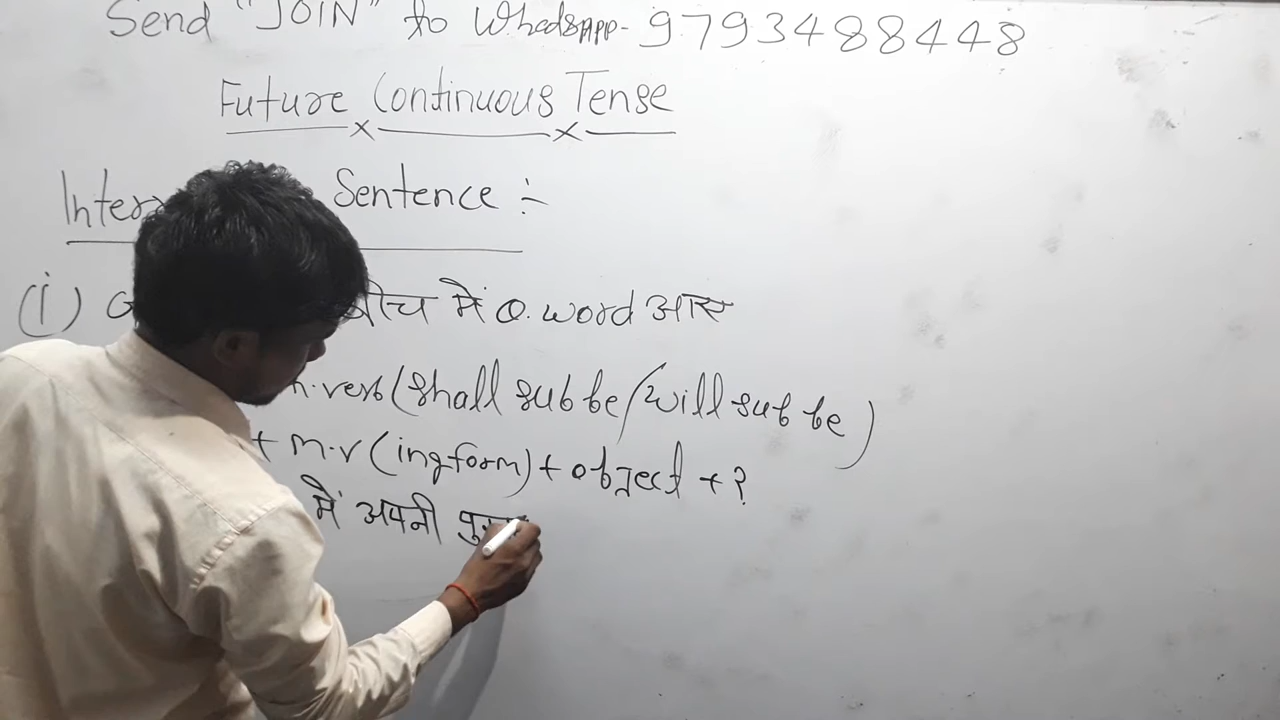 Send "JOIN" to WhatsApp- 9793488448
Future Continuous Tense
Sentence :-
(i) बीच में Q. word आए
verb (shall sub be / will sub be)
+ m.v (ing form) + object + ?
में अपनी